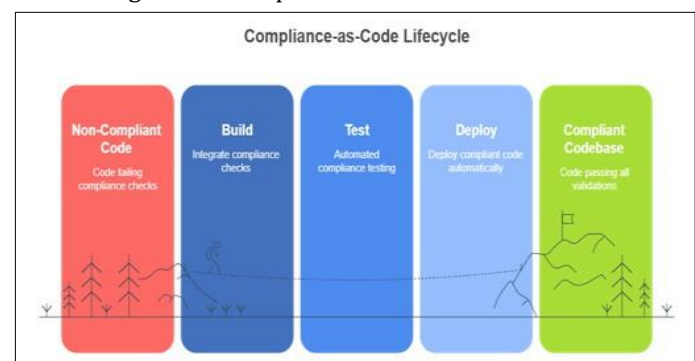 Compliance-as-Code Lifecycle
Non-Compliant
Code
Code failing
compliance checks
Build
Integrate compliance
checks
Test
Automated
compliance testing
Deploy
Deploy compliant code
automatically
Compliant
Codebase
Code passing all
validations